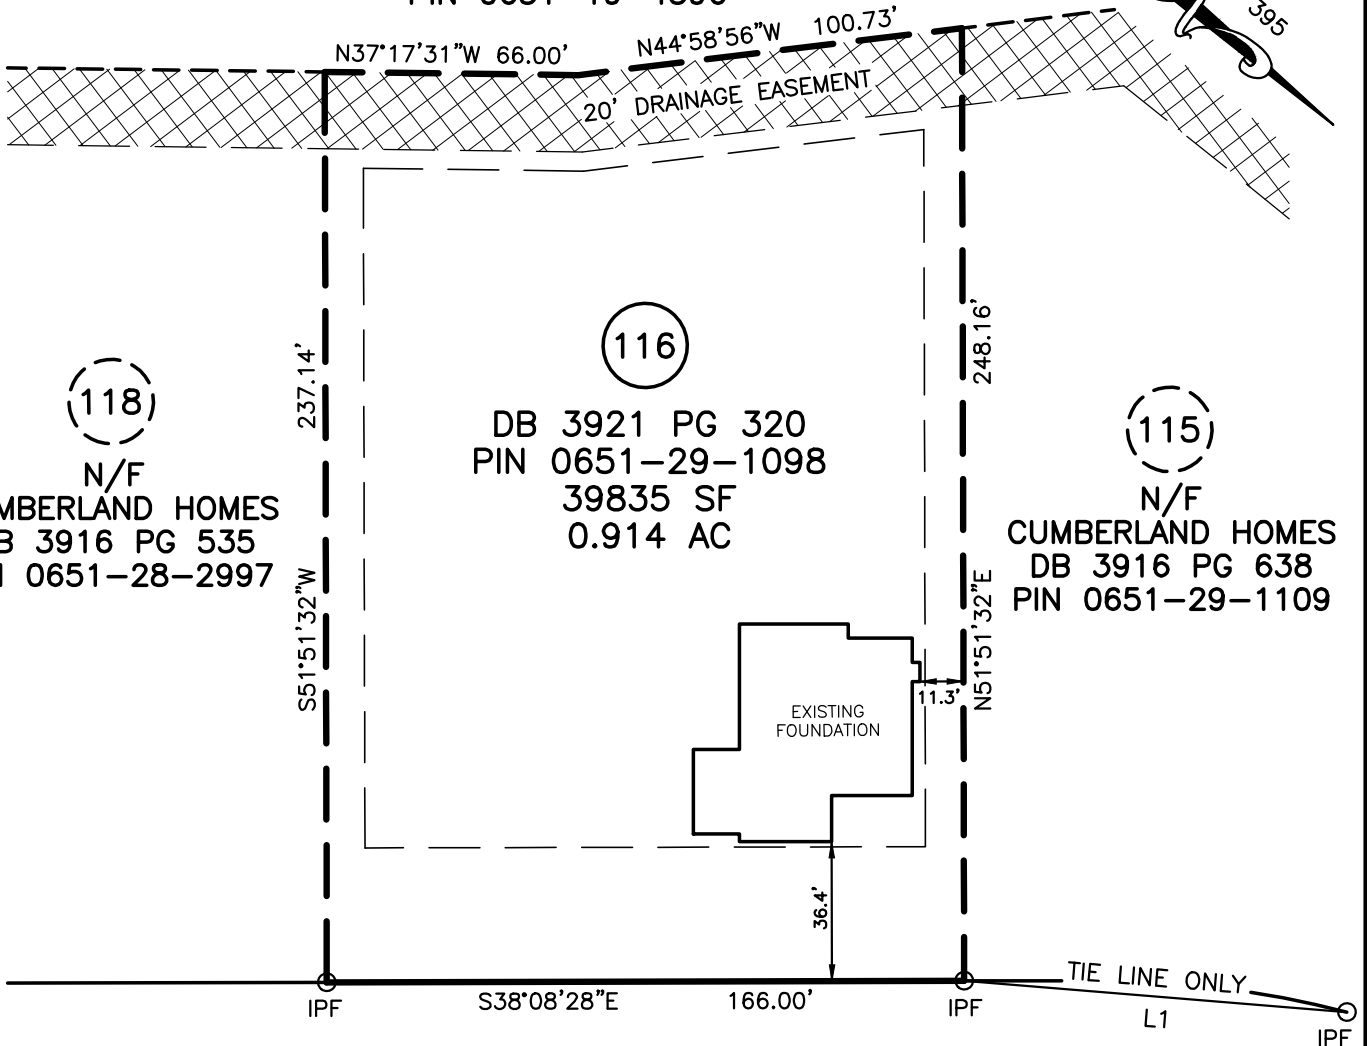 395
N37°17'31"W 66.00'
N44°58'56"W 100.73'
20' DRAINAGE EASEMENT
237.14'
S51°51'32"W
248.16'
N51°51'32"E
118
N/F
MBERLAND HOMES
B 3916 PG 535
0651-28-2997
116
DB 3921 PG 320
PIN 0651-29-1098
39835 SF
0.914 AC
115
N/F
CUMBERLAND HOMES
DB 3916 PG 638
PIN 0651-29-1109
11.3'
EXISTING
FOUNDATION
36.4'
TIE LINE ONLY
L1
IPF
S38°08'28"E 166.00'
IPF
IPF